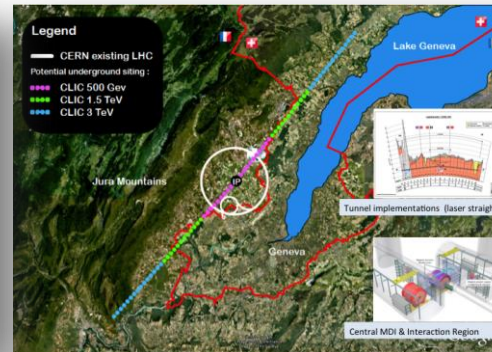 Legend
CERN existing LHC
Potential underground siting :
CLIC 500 Gev
CLIC 1.5 TeV
CLIC 3 TeV
Lake Geneva
Jura Mountains
IP
Geneva
Tunnel implementations (laser straight
Central MDI & Interaction Region